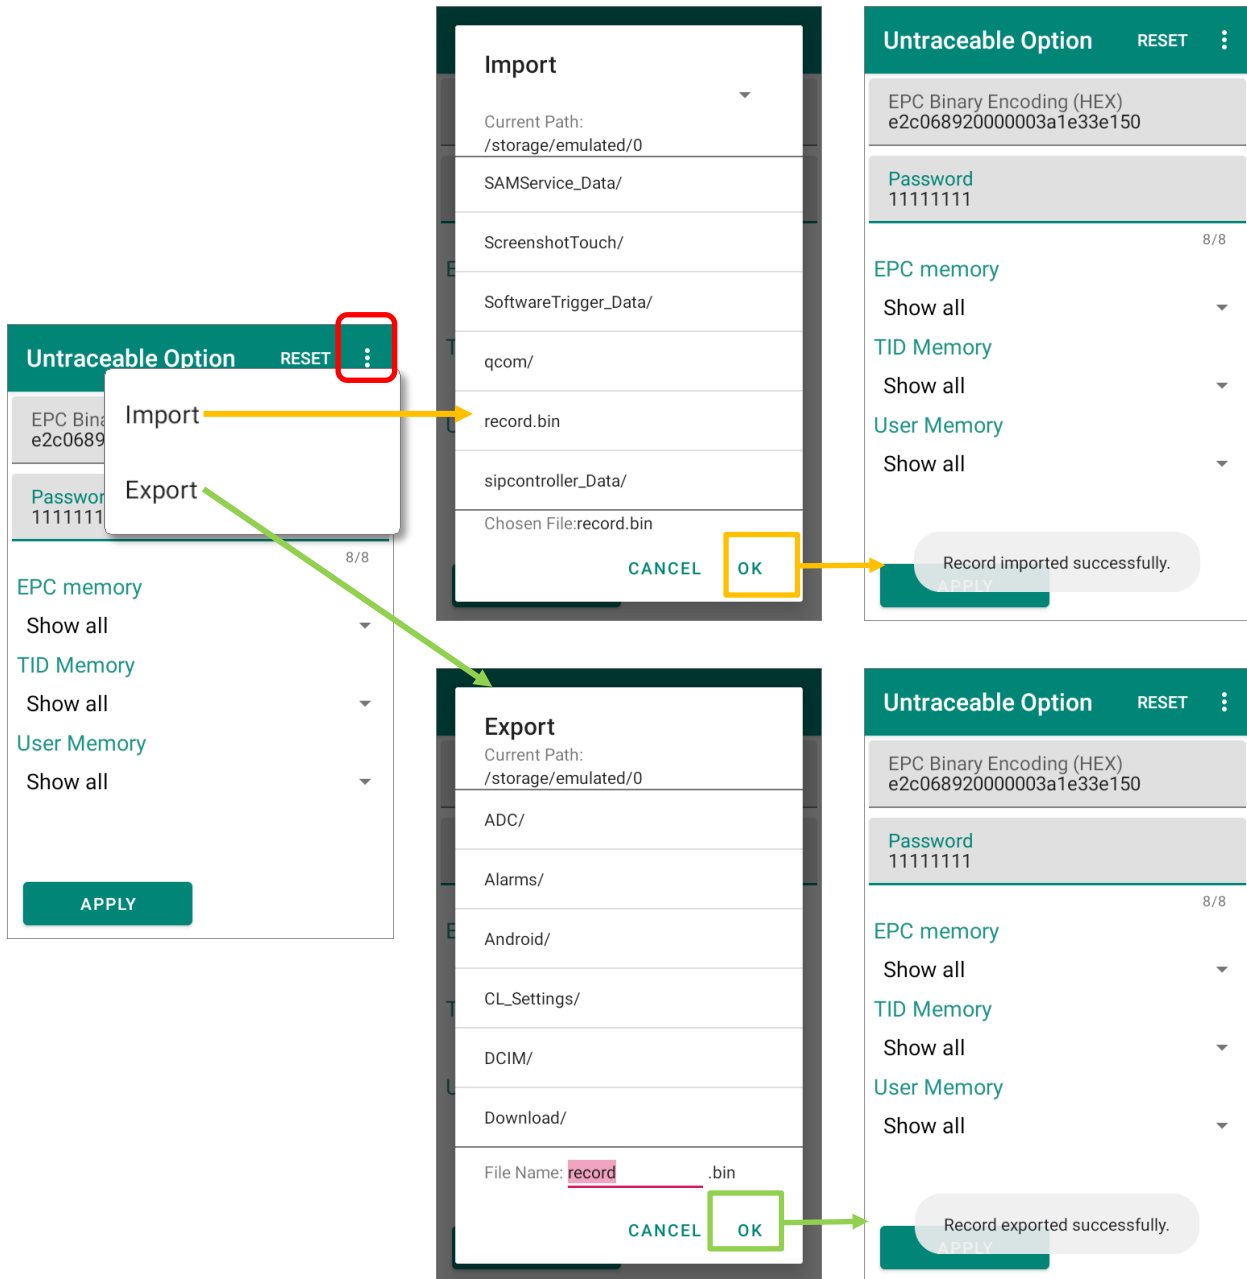 Untraceable Option RESET
Import
Export
EPC Bina
e2c0689
Passwor
1111111
8/8
EPC memory
Show all
TID Memory
Show all
User Memory
Show all
APPLY
Import
Current Path:
/storage/emulated/0
SAMService_Data/
ScreenshotTouch/
SoftwareTrigger_Data/
qcom/
record.bin
sipcontroller_Data/
Chosen File:record.bin
CANCEL OK
Untraceable Option RESET
EPC Binary Encoding (HEX)
e2c068920000003a1e33e150
Password
11111111
8/8
EPC memory
Show all
TID Memory
Show all
User Memory
Show all
Record imported successfully.
APPLY
Export
Current Path:
/storage/emulated/0
ADC/
Alarms/
Android/
CL_Settings/
DCIM/
Download/
File Name: record .bin
CANCEL OK
Untraceable Option RESET
EPC Binary Encoding (HEX)
e2c068920000003a1e33e150
Password
11111111
8/8
EPC memory
Show all
TID Memory
Show all
User Memory
Show all
Record exported successfully.
APPLY